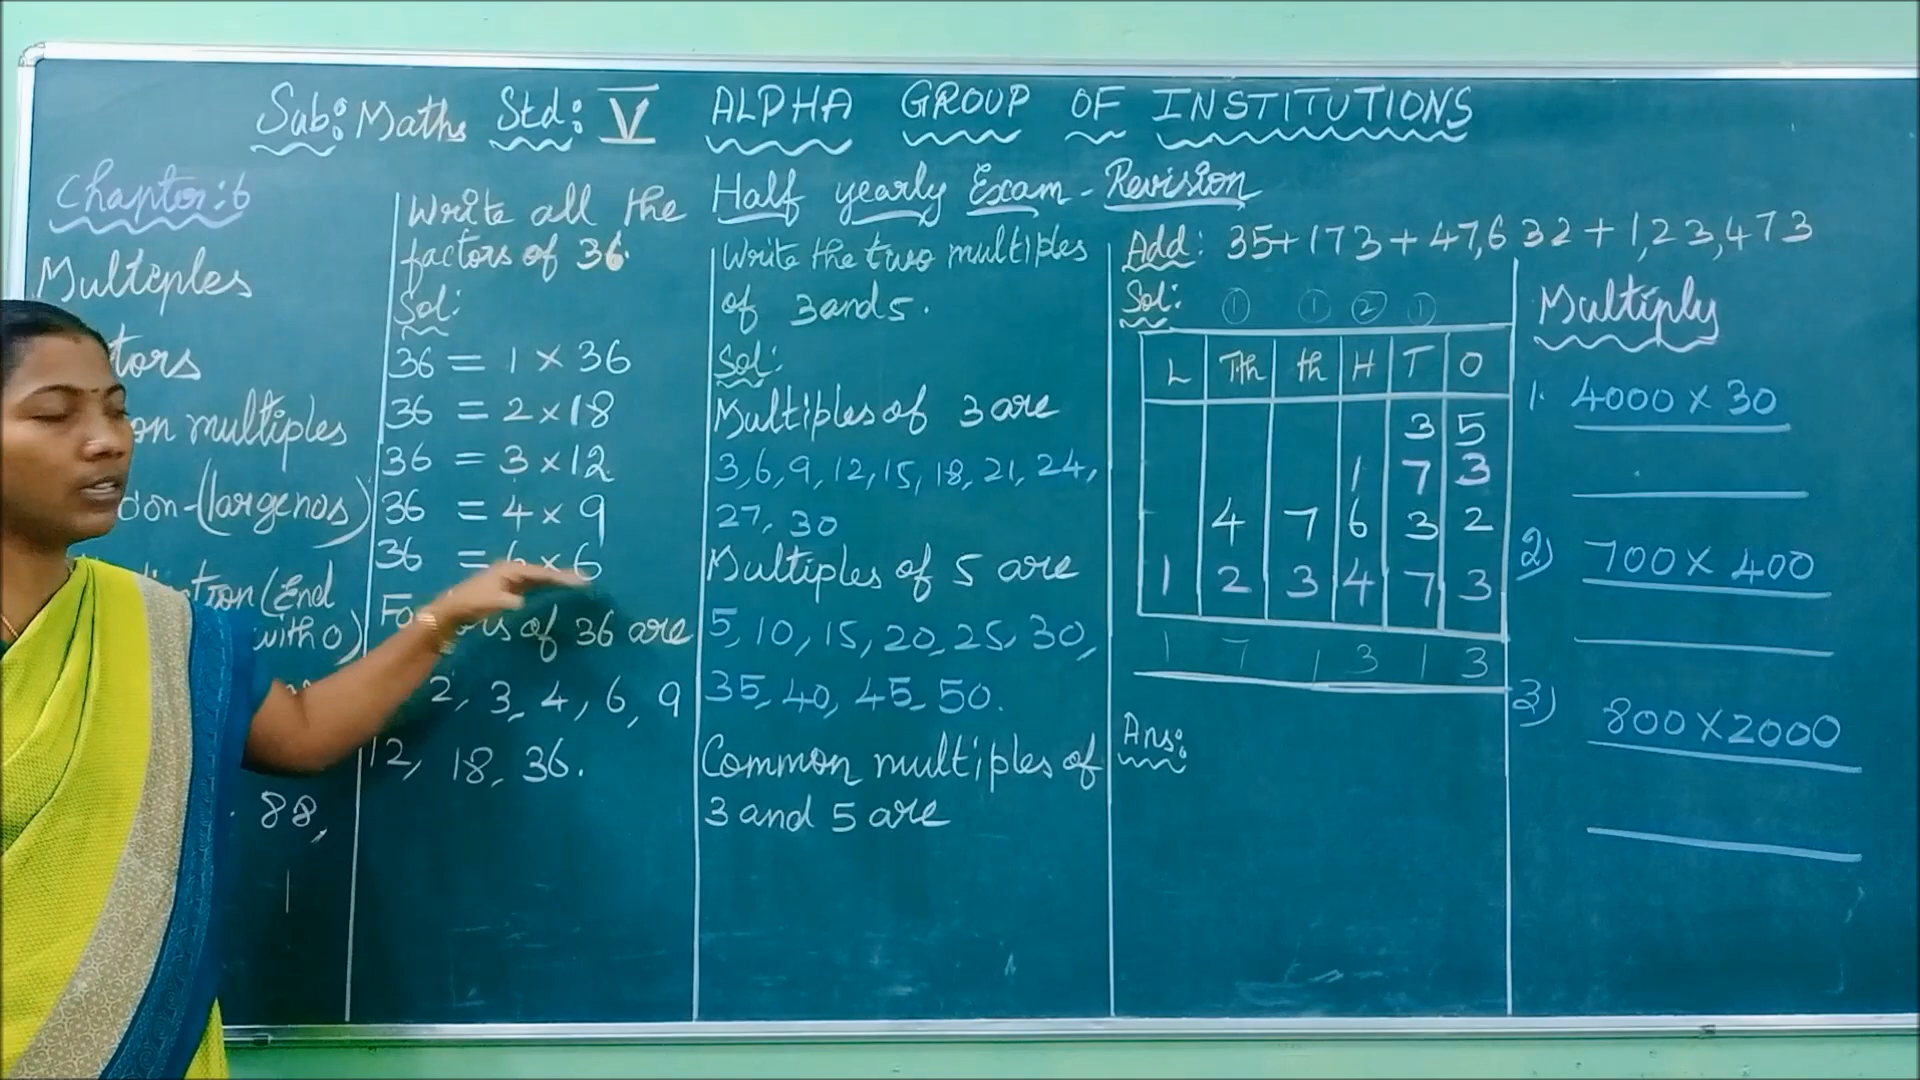 Sub: Maths Std: V ALPHA GROUP OF INSTITUTIONS
Half yearly Exam - Revision
Chapter: 6
Multiples
tors
on multiples
on - (large nos)
ction (End
with 0)
88,
Write all the
factors of 36.
Sol:
36 = 1 × 36
36 = 2 × 18
36 = 3 × 12
36 = 4 × 9
36 = 6 × 6
Factors of 36 are
2, 3, 4, 6, 9
12, 18, 36.
Write the two multiples
of 3 and 5.
Sol:
Multiples of 3 are
3, 6, 9, 12, 15, 18, 21, 24,
27, 30
Multiples of 5 are
5, 10, 15, 20, 25, 30,
35, 40, 45, 50.
Common multiples of
3 and 5 are
Add: 35 + 173 + 47,632 + 1,23,473
Sol: 1 1 2 1
L Tth th H T O
3 5
1 7 3
4 7 6 3 2
1 2 3 4 7 3
1 7 1 3 1 3
Ans:
Multiply
1. 4000 × 30
2) 700 × 400
3) 800 × 2000